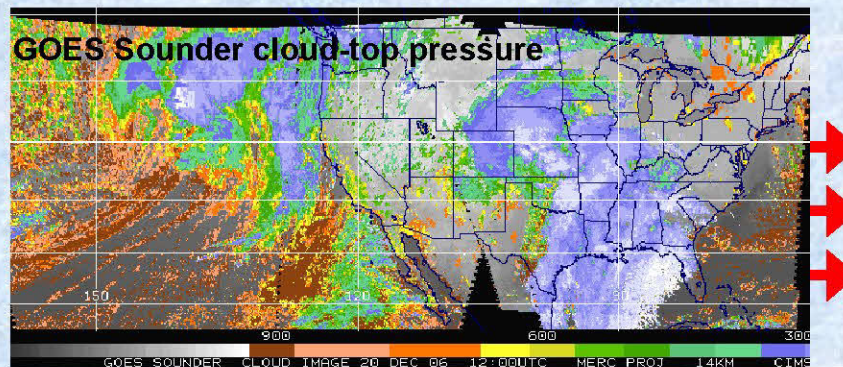 GOES Sounder cloud-top pressure
150 120 90
900 600 300
GOES SOUNDER CLOUD IMAGE 20 DEC 06 12:00UTC MERC PROJ 14KM CIMS